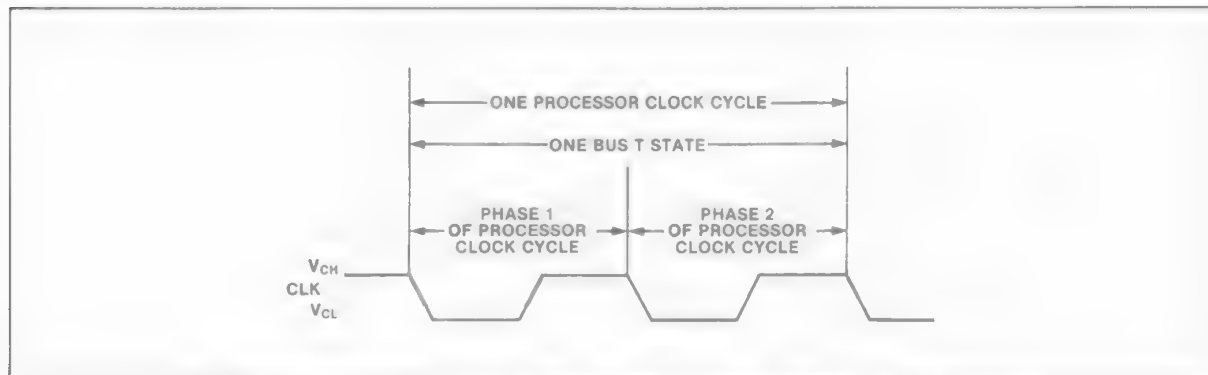 ONE PROCESSOR CLOCK CYCLE
ONE BUS T STATE
PHASE 1
OF PROCESSOR
CLOCK CYCLE
PHASE 2
OF PROCESSOR
CLOCK CYCLE
VCH
CLK
VCL